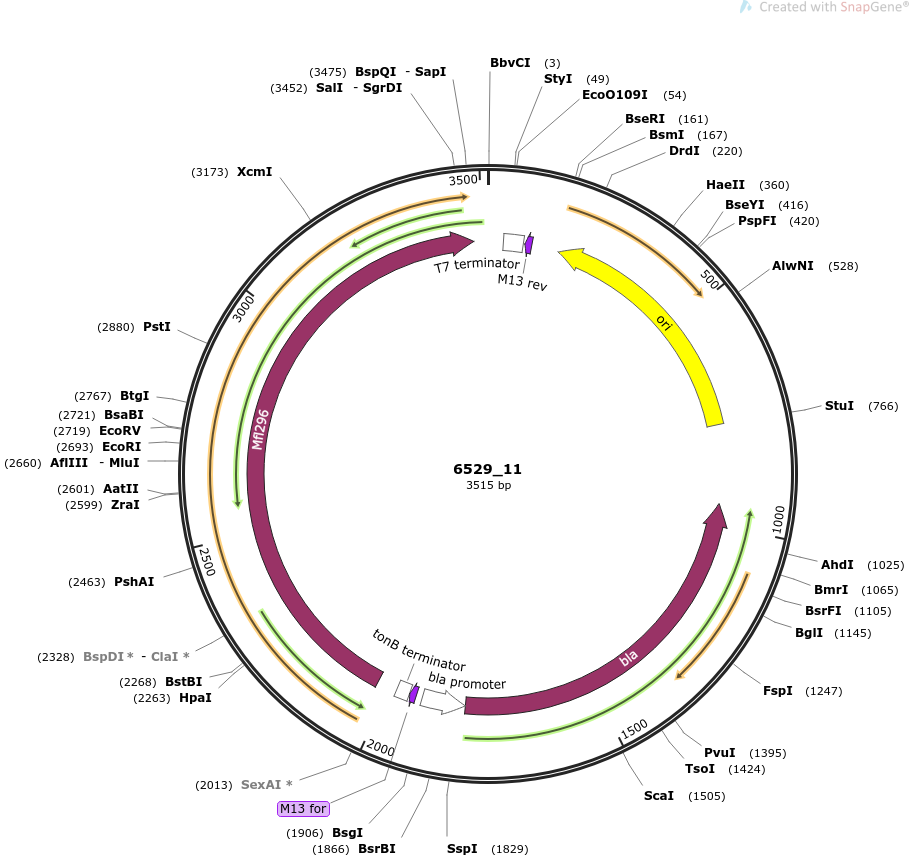 Created with SnapGene®
(3475) BspQI - SapI
(3452) SalI - SgrDI
BbvCI (3)
StyI (49)
EcoO109I (54)
BseRI (161)
BsmI (167)
DrdI (220)
(3173) XcmI
3500
HaeII (360)
BseYI (416)
PspFI (420)
T7 terminator
M13 rev
AlwNI (528)
500
3000
ori
(2880) PstI
(2767) BtgI
(2721) BsaBI
(2719) EcoRV
(2693) EcoRI
(2660) AflIII - MluI
(2601) AatII
(2599) ZraI
Mfl296
StuI (766)
6529_11
3515 bp
1000
2500
(2463) PshAI
AhdI (1025)
BmrI (1065)
BsrFI (1105)
BglI (1145)
(2328) BspDI * - ClaI *
(2268) BstBI
(2263) HpaI
tonB terminator
bla promoter
bla
FspI (1247)
2000
1500
PvuI (1395)
TsoI (1424)
ScaI (1505)
(2013) SexAI *
M13 for
(1906) BsgI
(1866) BsrBI
SspI (1829)